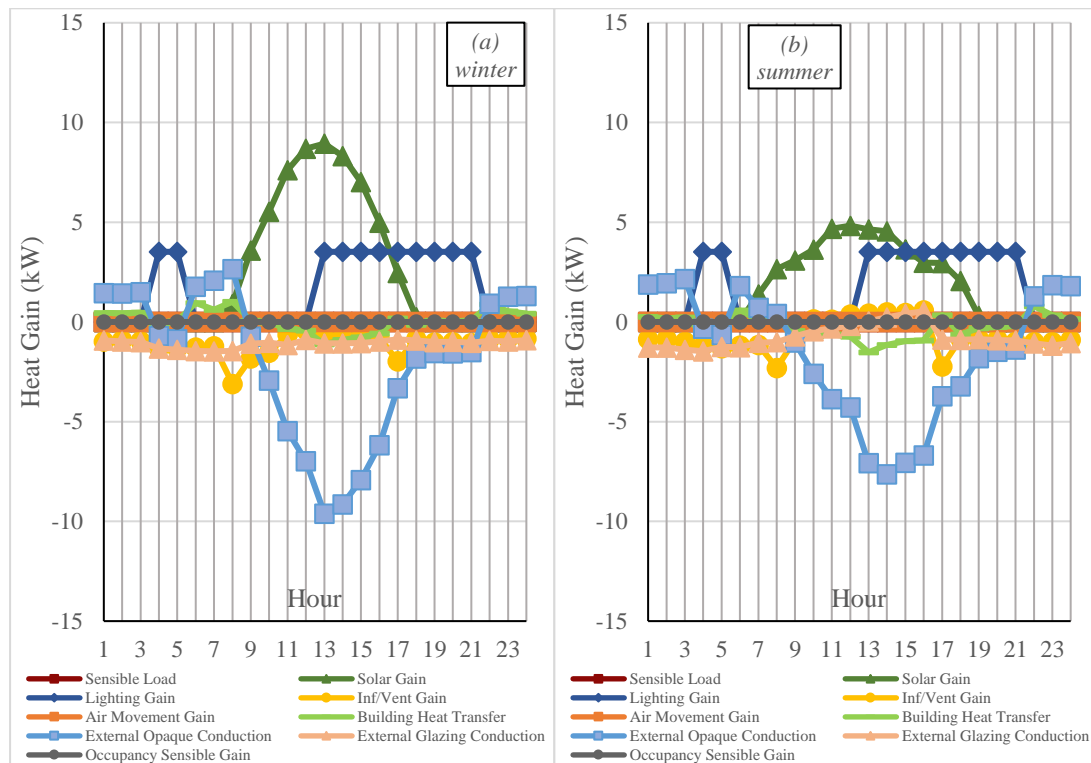 (a)
winter
15
10
5
0
-5
-10
-15
Heat Gain (kW)
Hour
1 3 5 7 9 11 13 15 17 19 21 23
Sensible Load
Solar Gain
Lighting Gain
Inf/Vent Gain
Air Movement Gain
Building Heat Transfer
External Opaque Conduction
External Glazing Conduction
Occupancy Sensible Gain
(b)
summer
15
10
5
0
-5
-10
-15
Heat Gain (kW)
Hour
1 3 5 7 9 11 13 15 17 19 21 23
Sensible Load
Solar Gain
Lighting Gain
Inf/Vent Gain
Air Movement Gain
Building Heat Transfer
External Opaque Conduction
External Glazing Conduction
Occupancy Sensible Gain